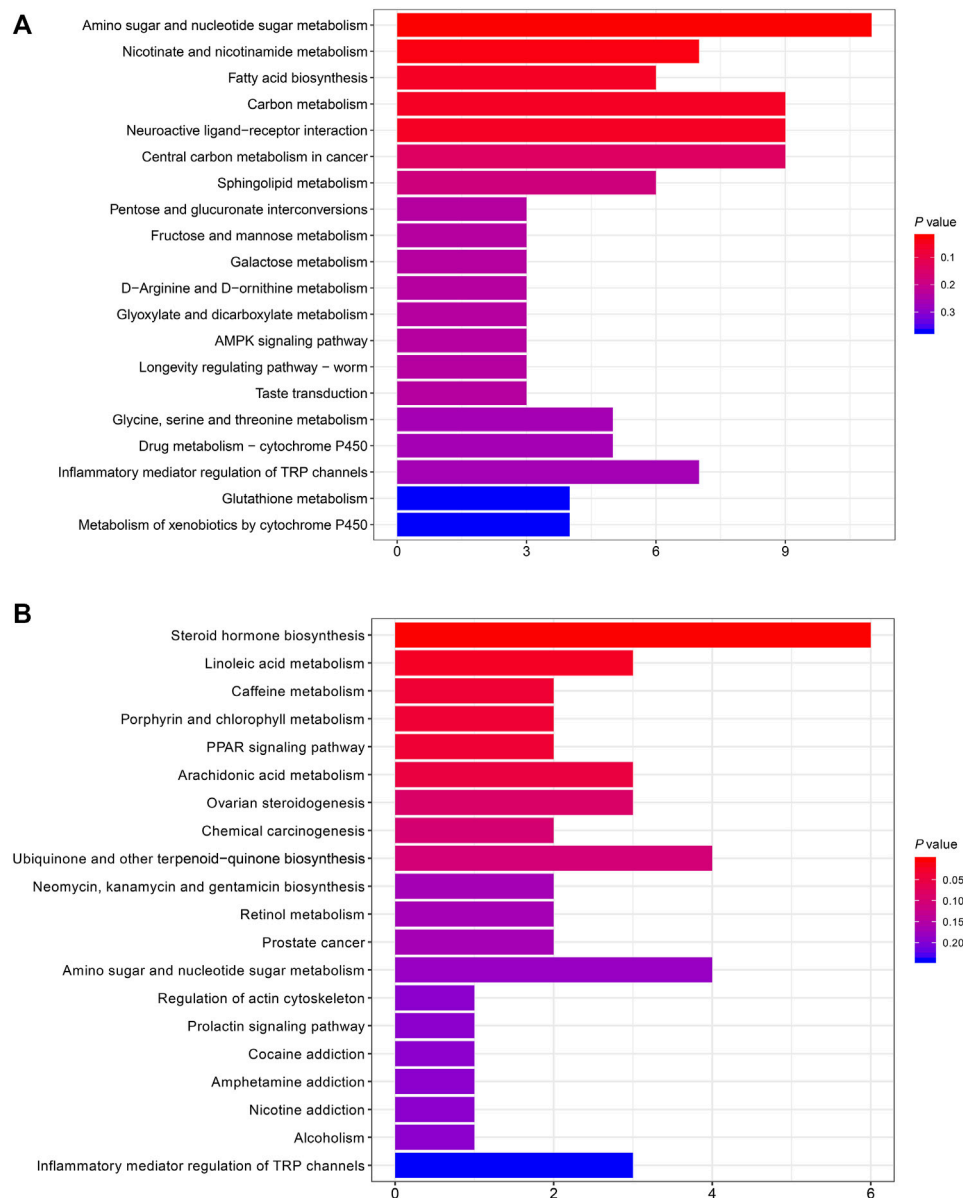 A
Amino sugar and nucleotide sugar metabolism
Nicotinate and nicotinamide metabolism
Fatty acid biosynthesis
Carbon metabolism
Neuroactive ligand−receptor interaction
Central carbon metabolism in cancer
Sphingolipid metabolism
Pentose and glucuronate interconversions
Fructose and mannose metabolism
Galactose metabolism
D−Arginine and D−ornithine metabolism
Glyoxylate and dicarboxylate metabolism
AMPK signaling pathway
Longevity regulating pathway − worm
Taste transduction
Glycine, serine and threonine metabolism
Drug metabolism − cytochrome P450
Inflammatory mediator regulation of TRP channels
Glutathione metabolism
Metabolism of xenobiotics by cytochrome P450
0 3 6 9
P value
0.1
0.2
0.3
B
Steroid hormone biosynthesis
Linoleic acid metabolism
Caffeine metabolism
Porphyrin and chlorophyll metabolism
PPAR signaling pathway
Arachidonic acid metabolism
Ovarian steroidogenesis
Chemical carcinogenesis
Ubiquinone and other terpenoid−quinone biosynthesis
Neomycin, kanamycin and gentamicin biosynthesis
Retinol metabolism
Prostate cancer
Amino sugar and nucleotide sugar metabolism
Regulation of actin cytoskeleton
Prolactin signaling pathway
Cocaine addiction
Amphetamine addiction
Nicotine addiction
Alcoholism
Inflammatory mediator regulation of TRP channels
0 2 4 6
P value
0.05
0.10
0.15
0.20